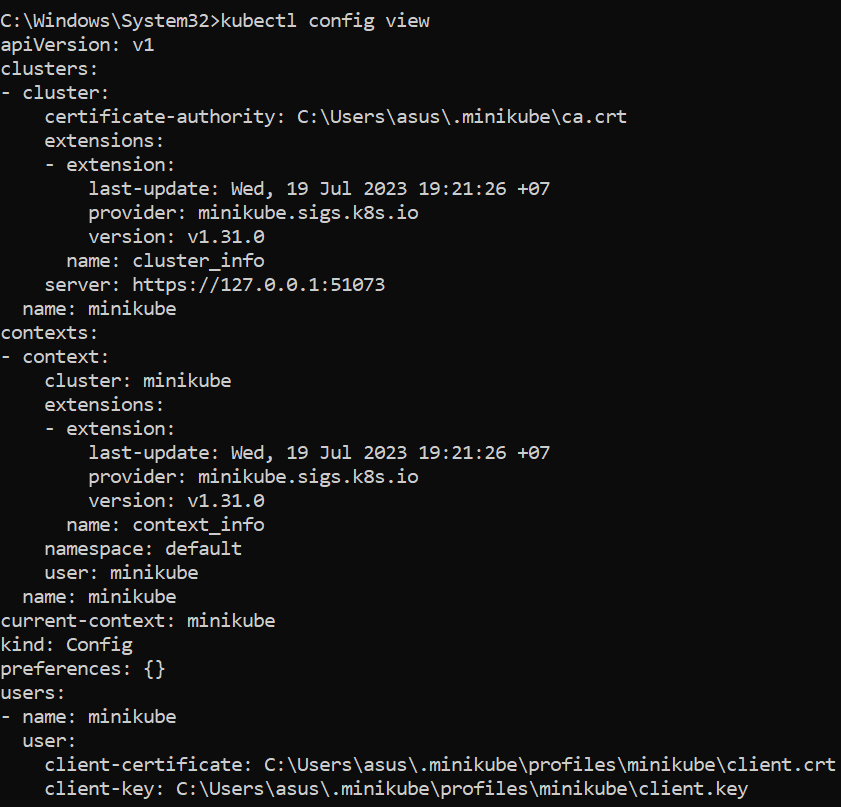 C:\Windows\System32>kubectl config view
apiVersion: v1
clusters:
- cluster:
    certificate-authority: C:\Users\asus\.minikube\ca.crt
    extensions:
    - extension:
        last-update: Wed, 19 Jul 2023 19:21:26 +07
        provider: minikube.sigs.k8s.io
        version: v1.31.0
      name: cluster_info
    server: https://127.0.0.1:51073
  name: minikube
contexts:
- context:
    cluster: minikube
    extensions:
    - extension:
        last-update: Wed, 19 Jul 2023 19:21:26 +07
        provider: minikube.sigs.k8s.io
        version: v1.31.0
      name: context_info
    namespace: default
    user: minikube
  name: minikube
current-context: minikube
kind: Config
preferences: {}
users:
- name: minikube
  user:
    client-certificate: C:\Users\asus\.minikube\profiles\minikube\client.crt
    client-key: C:\Users\asus\.minikube\profiles\minikube\client.key